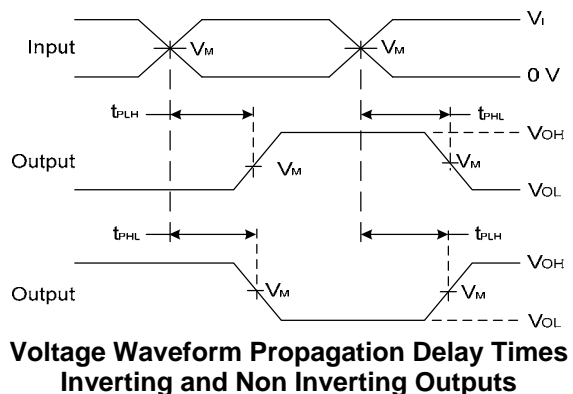 VI
Input
VM
VM
0 V
tPLH
tPHL
VOH
Output
VM
VM
VOL
tPHL
tPLH
VOH
Output
VM
VM
VOL
Voltage Waveform Propagation Delay Times
Inverting and Non Inverting Outputs